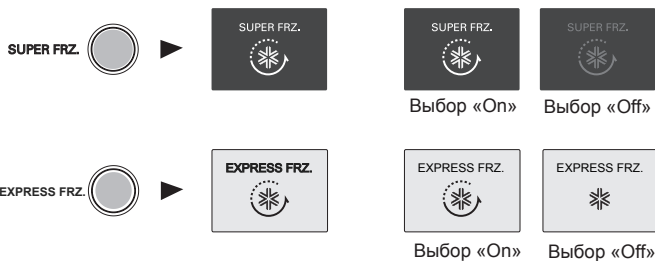 SUPER FRZ.
SUPER FRZ.
SUPER FRZ.
SUPER FRZ.
Выбор «On»
Выбор «Off»
EXPRESS FRZ.
EXPRESS FRZ.
EXPRESS FRZ.
EXPRESS FRZ.
Выбор «On»
Выбор «Off»